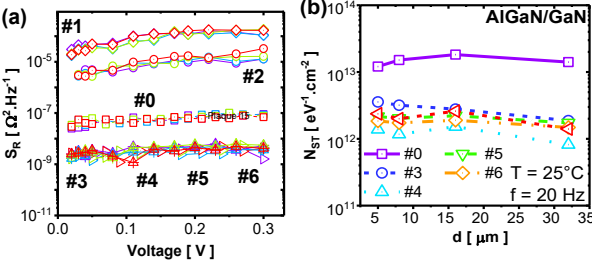 (a)
#1
#2
#0
Plaque 15
#3 #4 #5 #6
10⁻⁵
10⁻⁷
10⁻⁹
10⁻¹¹
S_R [ Ω².Hz⁻¹ ]
0.0 0.1 0.2 0.3
Voltage [ V ]
(b)
AlGaN/GaN
10¹⁴
10¹³
10¹²
10¹¹
N_ST [ eV⁻¹.cm⁻² ]
#0 #5
#3 #6
#4
T = 25°C
f = 20 Hz
5 10 15 20 25 30 35
d [ µm ]